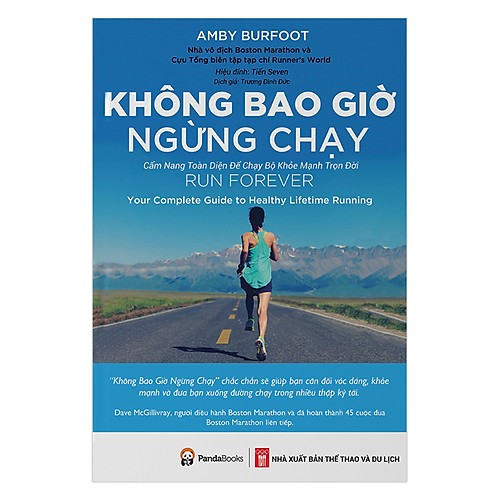 AMBY BURFOOT
Nhà vô địch Boston Marathon và
Cựu Tổng biên tập tạp chí Runner's World
Hiệu đính: Tiến Seven
Dịch giả: Trương Đình Đức
KHÔNG BAO GIỜ
NGỪNG CHẠY
Cẩm Nang Toàn Diện Để Chạy Bộ Khỏe Mạnh Trọn Đời
RUN FOREVER
Your Complete Guide to Healthy Lifetime Running
"Không Bao Giờ Ngừng Chạy" chắc chắn sẽ giúp bạn cân đối vóc dáng, khỏe
mạnh và đưa bạn xuống đường chạy trong nhiều thập kỷ tới.
Dave McGillivray, người điều hành Boston Marathon và đã hoàn thành 45 cuộc đua
Boston Marathon liên tiếp.
PandaBooks
NHÀ XUẤT BẢN THỂ THAO VÀ DU LỊCH